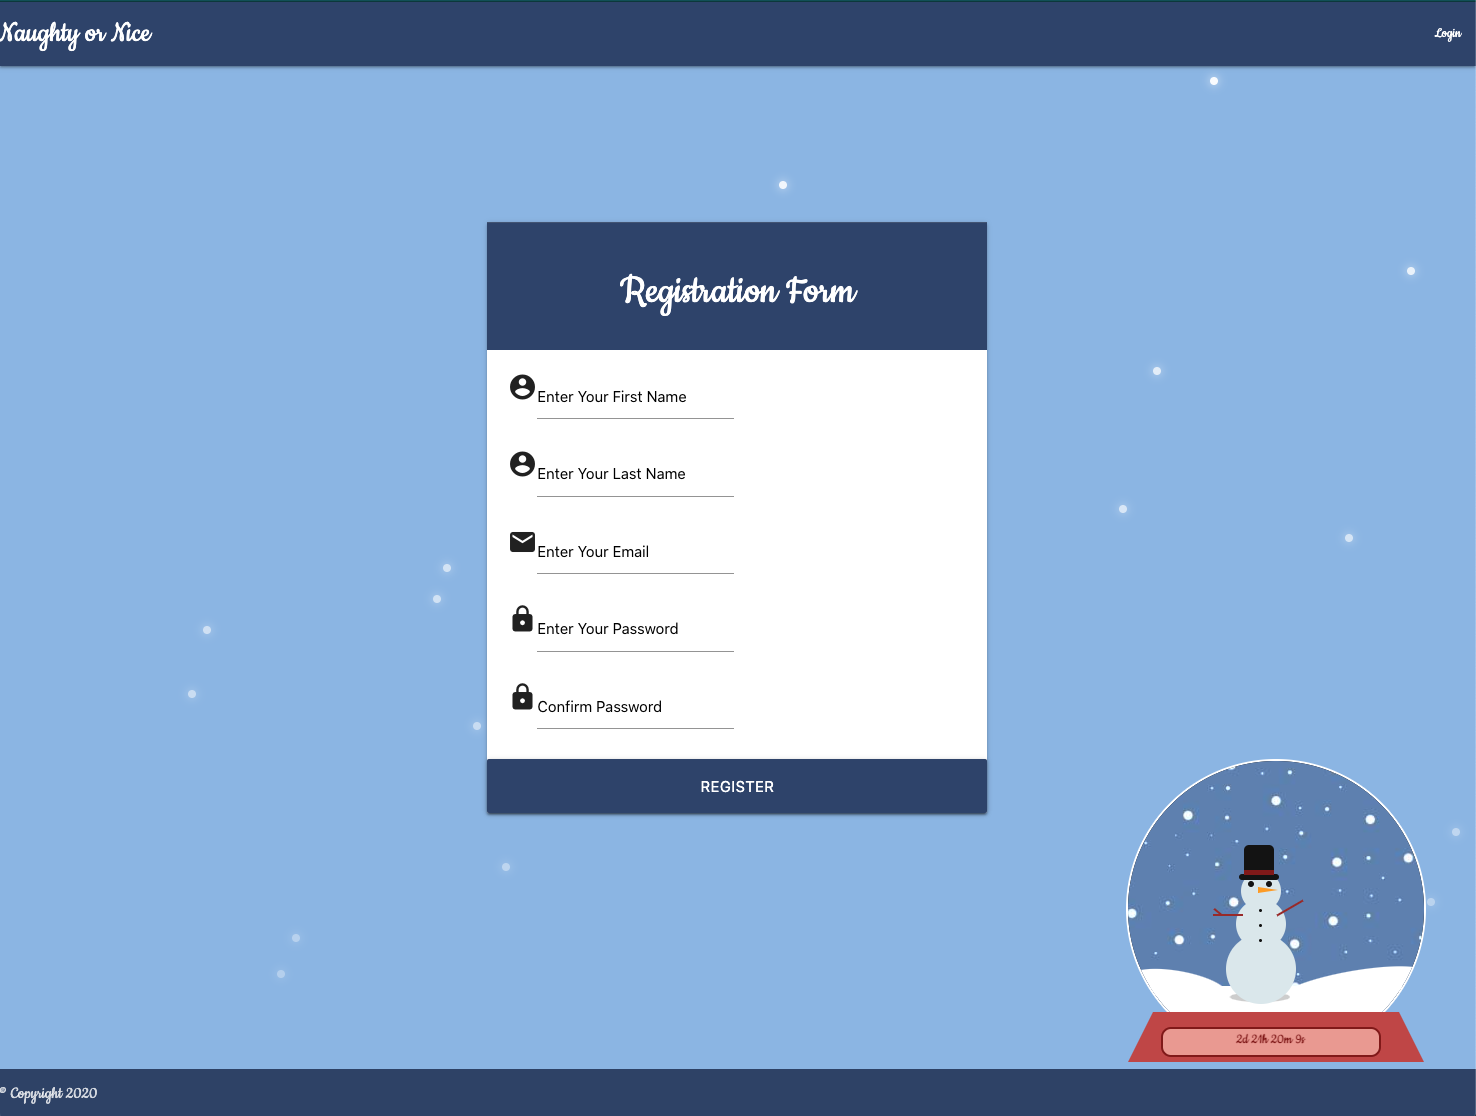 Naughty or Nice
Login
Registration Form
Enter Your First Name
Enter Your Last Name
Enter Your Email
Enter Your Password
Confirm Password
REGISTER
2d 21h 20m 9s
© Copyright 2020